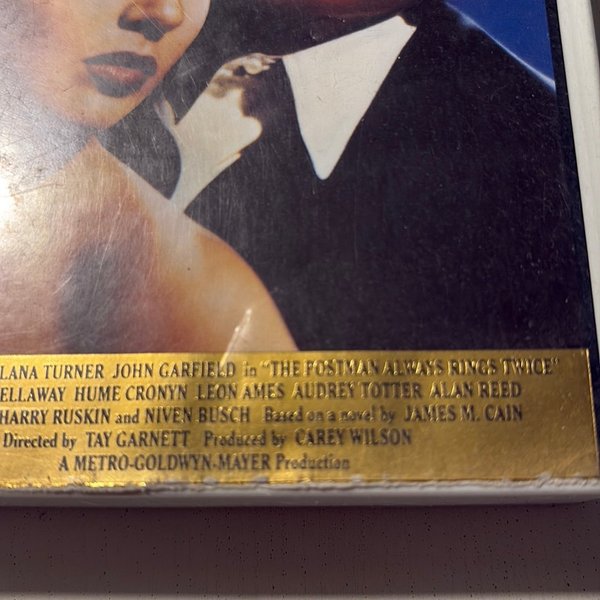 LANA TURNER JOHN GARFIELD in "THE POSTMAN ALWAYS RINGS TWICE"
ELLAWAY HUME CRONYN LEON AMES AUDREY TOTTER ALAN REED
HARRY RUSKIN and NIVEN BUSCH Based on a novel by JAMES M. CAIN
Directed by TAY GARNETT Produced by CAREY WILSON
A METRO-GOLDWYN-MAYER Production